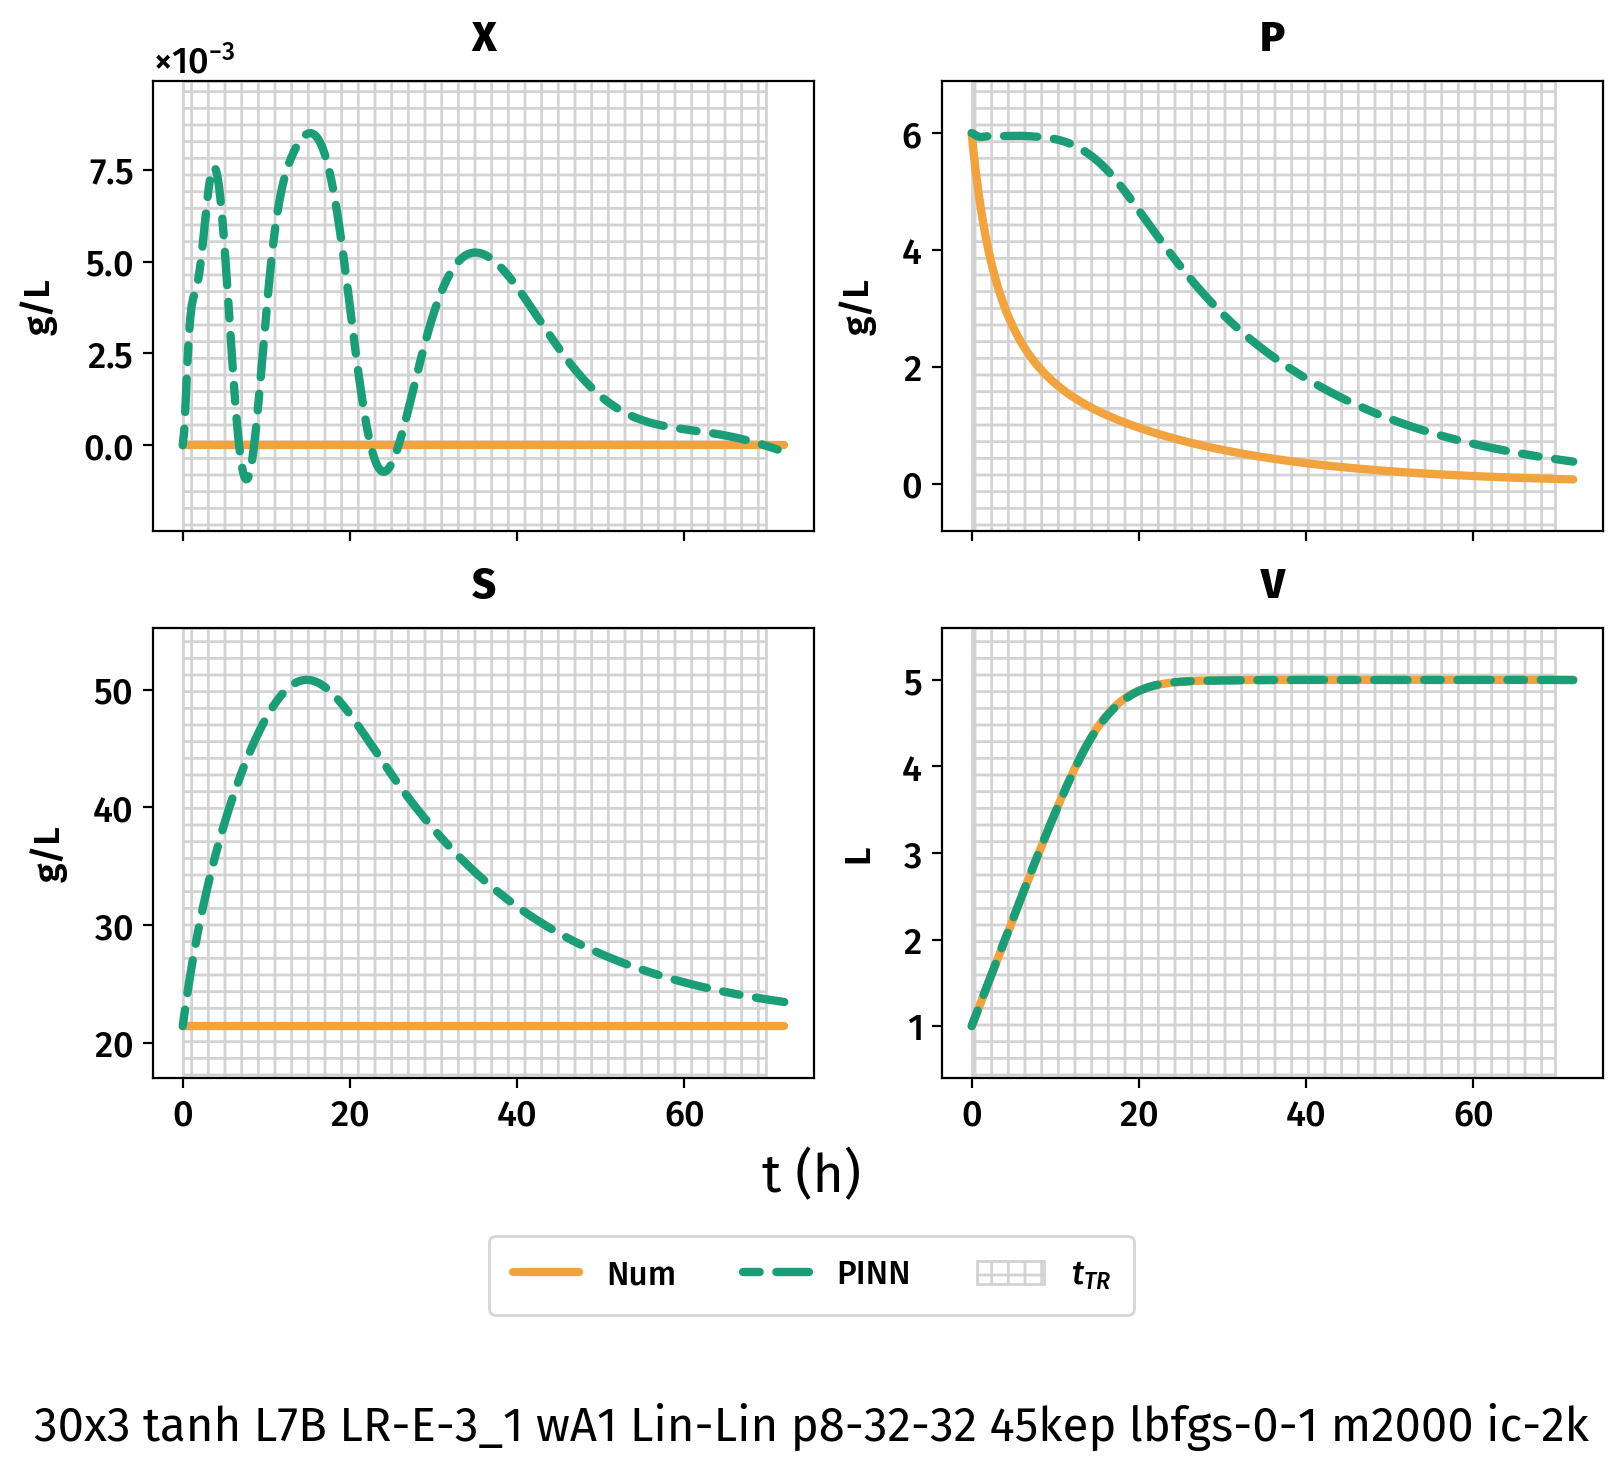 X
P
×10⁻³
g/L
7.5
5.0
2.5
0.0
g/L
6
4
2
0
S
V
g/L
50
40
30
20
L
5
4
3
2
1
0 20 40 60
0 20 40 60
t (h)
Num PINN t_TR
30x3 tanh L7B LR-E-3_1 wA1 Lin-Lin p8-32-32 45kep lbfgs-0-1 m2000 ic-2k